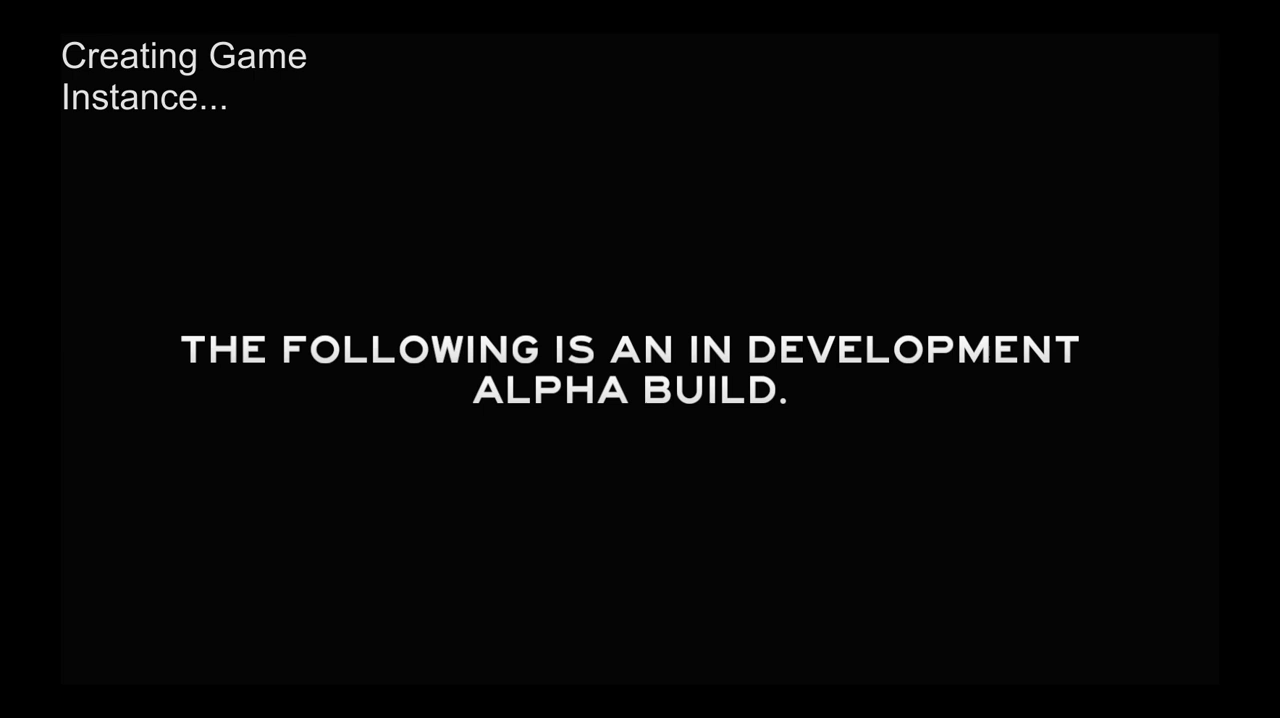 Creating Game
Instance...
THE FOLLOWING IS AN IN DEVELOPMENT
ALPHA BUILD.